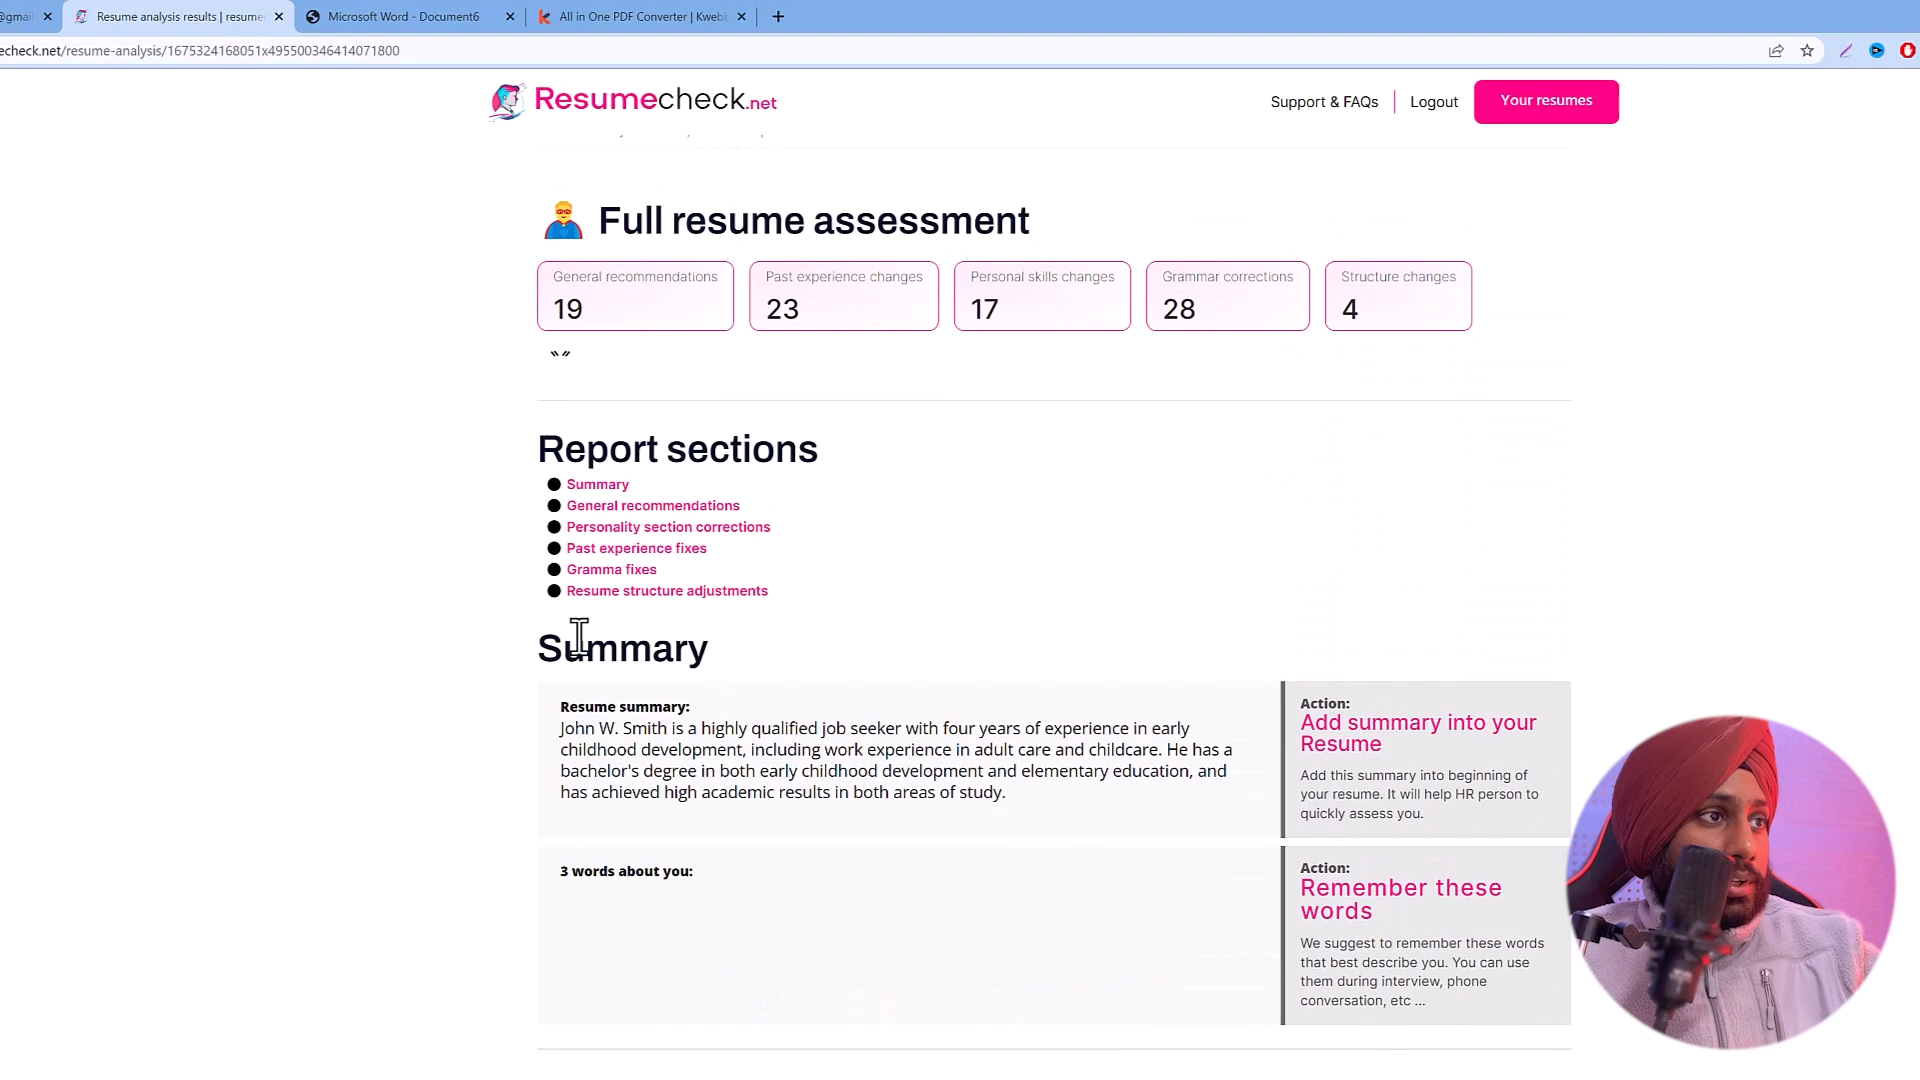 @gmail
Resume analysis results | resume
Microsoft Word - Document6
All in One PDF Converter | Kweb
echeck.net/resume-analysis/1675324168051x495500346414071800
Resumecheck.net
Support & FAQs
Logout
Your resumes
Full resume assessment
General recommendations
19
Past experience changes
23
Personal skills changes
17
Grammar corrections
28
Structure changes
4
Report sections
Summary
General recommendations
Personality section corrections
Past experience fixes
Gramma fixes
Resume structure adjustments
Summary
Resume summary:
John W. Smith is a highly qualified job seeker with four years of experience in early
childhood development, including work experience in adult care and childcare. He has a
bachelor's degree in both early childhood development and elementary education, and
has achieved high academic results in both areas of study.
Action:
Add summary into your
Resume
Add this summary into beginning of
your resume. It will help HR person to
quickly assess you.
3 words about you:
Action:
Remember these
words
We suggest to remember these words
that best describe you. You can use
them during interview, phone
conversation, etc ...